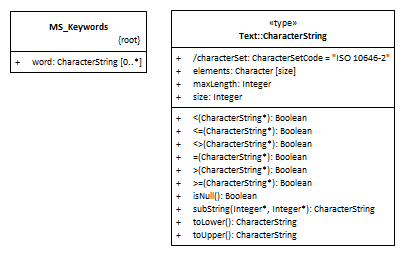 MS_Keywords
{root}
+ word: CharacterString [0..*]
«type»
Text::CharacterString
+ /characterSet: CharacterSetCode = "ISO 10646-2"
+ elements: Character [size]
+ maxLength: Integer
+ size: Integer
+ <(CharacterString*): Boolean
+ <=(CharacterString*): Boolean
+ <>(CharacterString*): Boolean
+ =(CharacterString*): Boolean
+ >(CharacterString*): Boolean
+ >=(CharacterString*): Boolean
+ isNull(): Boolean
+ subString(Integer*, Integer*): CharacterString
+ toLower(): CharacterString
+ toUpper(): CharacterString